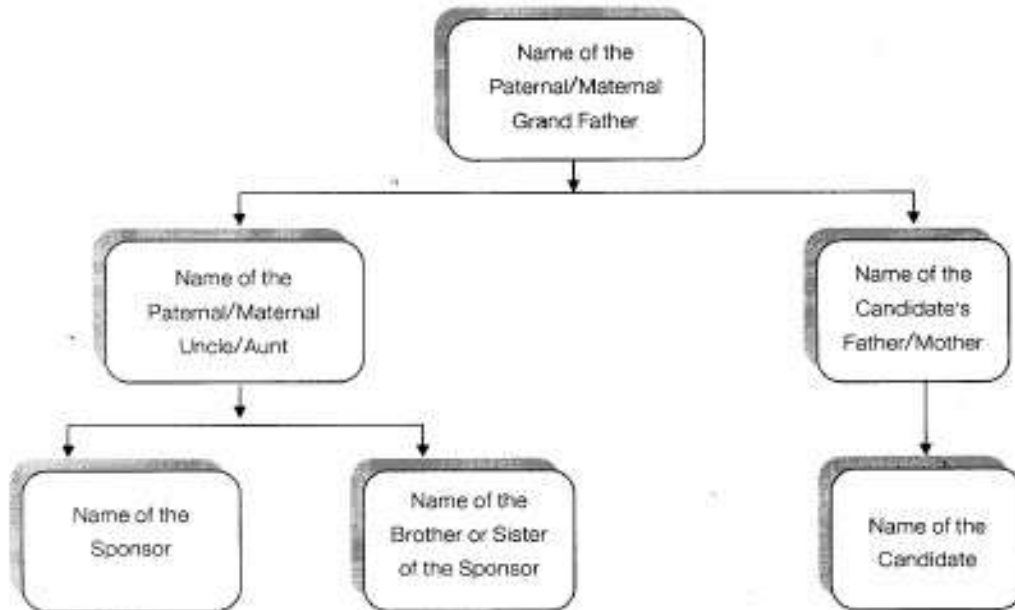 Name of the
Paternal/Maternal
Grand Father
Name of the
Paternal/Maternal
Uncle/Aunt
Name of the
Candidate's
Father/Mother
Name of the
Sponsor
Name of the
Brother or Sister
of the Sponsor
Name of the
Candidate